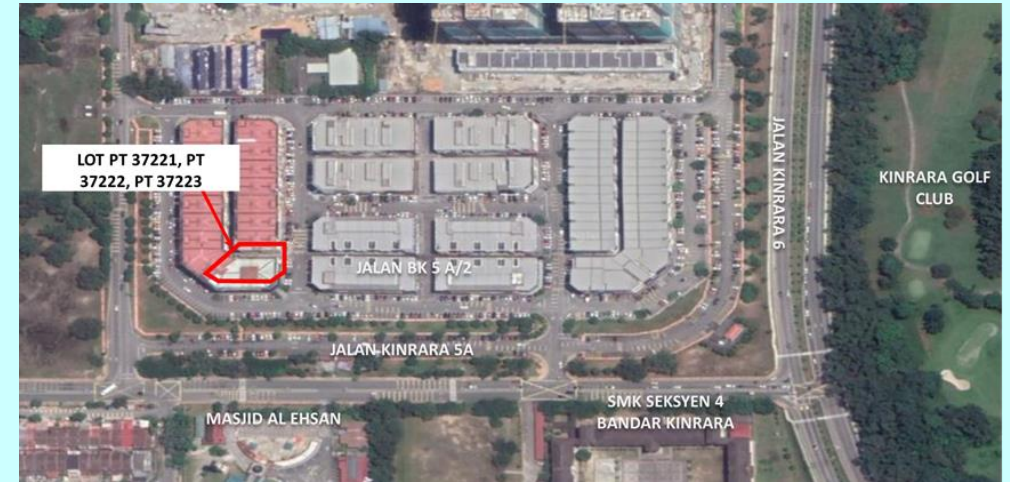 LOT PT 37221, PT
37222, PT 37223
JALAN KINRARA 6
KINRARA GOLF
CLUB
JALAN BK 5 A/2
JALAN KINRARA 5A
MASJID AL EHSAN
SMK SEKSYEN 4
BANDAR KINRARA